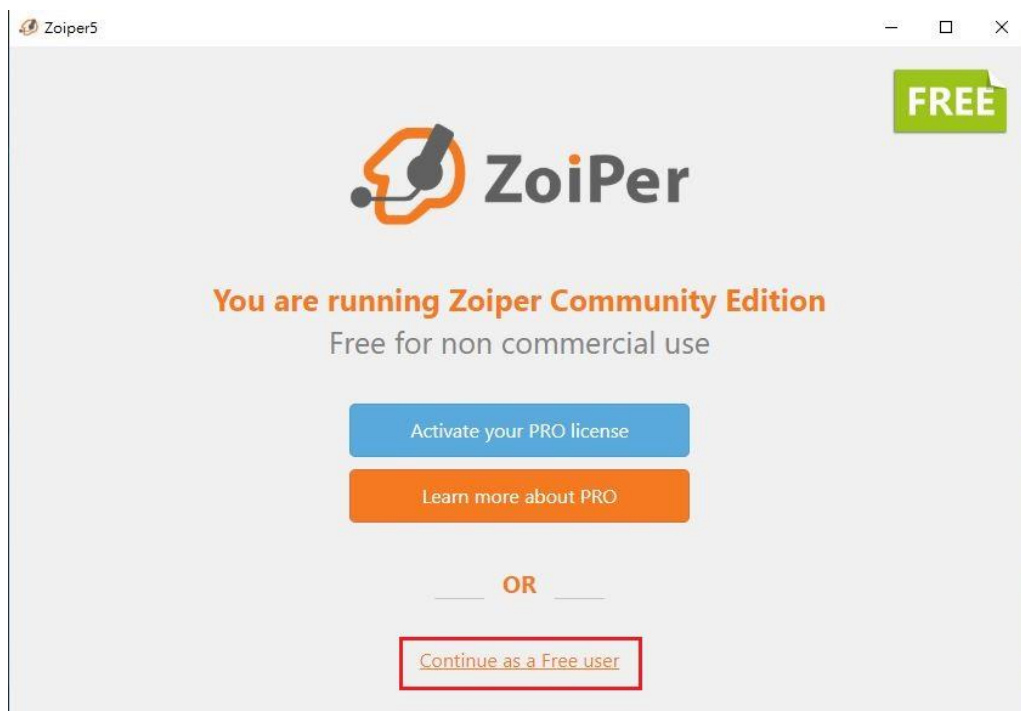 Zoiper5
FREE
ZoiPer
You are running Zoiper Community Edition
Free for non commercial use
Activate your PRO license
Learn more about PRO
OR
Continue as a Free user